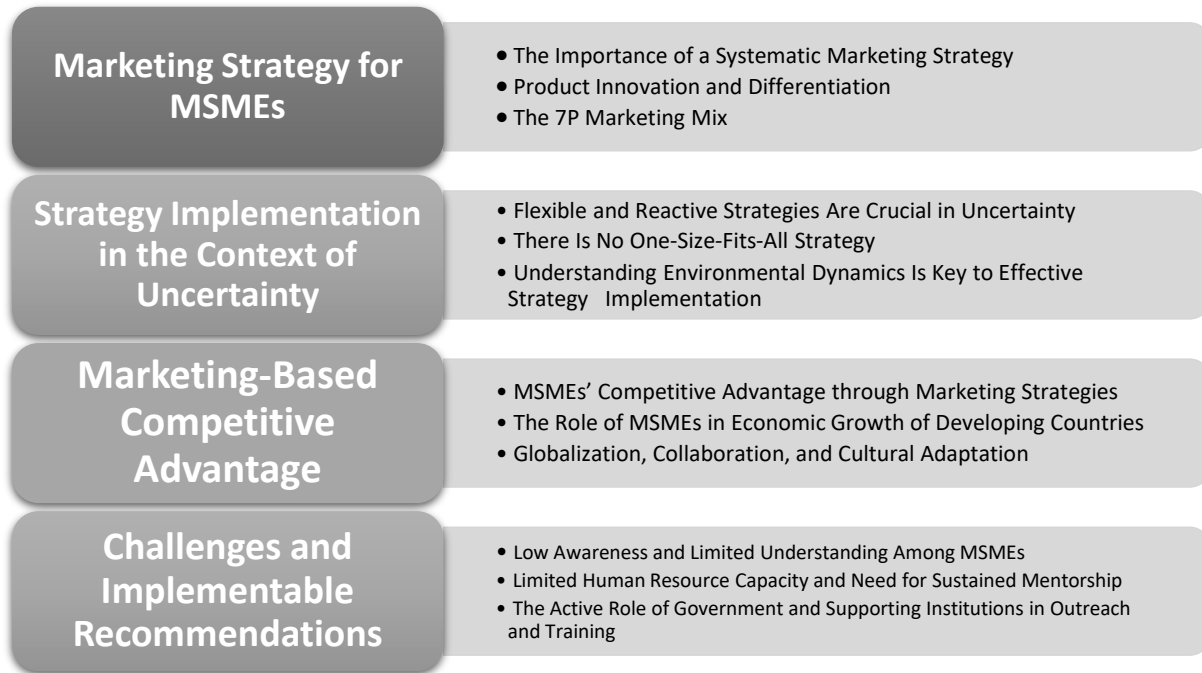 Marketing Strategy for
MSMEs
• The Importance of a Systematic Marketing Strategy
• Product Innovation and Differentiation
• The 7P Marketing Mix
Strategy Implementation
in the Context of
Uncertainty
• Flexible and Reactive Strategies Are Crucial in Uncertainty
• There Is No One-Size-Fits-All Strategy
• Understanding Environmental Dynamics Is Key to Effective
Strategy Implementation
Marketing-Based
Competitive
Advantage
• MSMEs’ Competitive Advantage through Marketing Strategies
• The Role of MSMEs in Economic Growth of Developing Countries
• Globalization, Collaboration, and Cultural Adaptation
Challenges and
Implementable
Recommendations
• Low Awareness and Limited Understanding Among MSMEs
• Limited Human Resource Capacity and Need for Sustained Mentorship
• The Active Role of Government and Supporting Institutions in Outreach
and Training